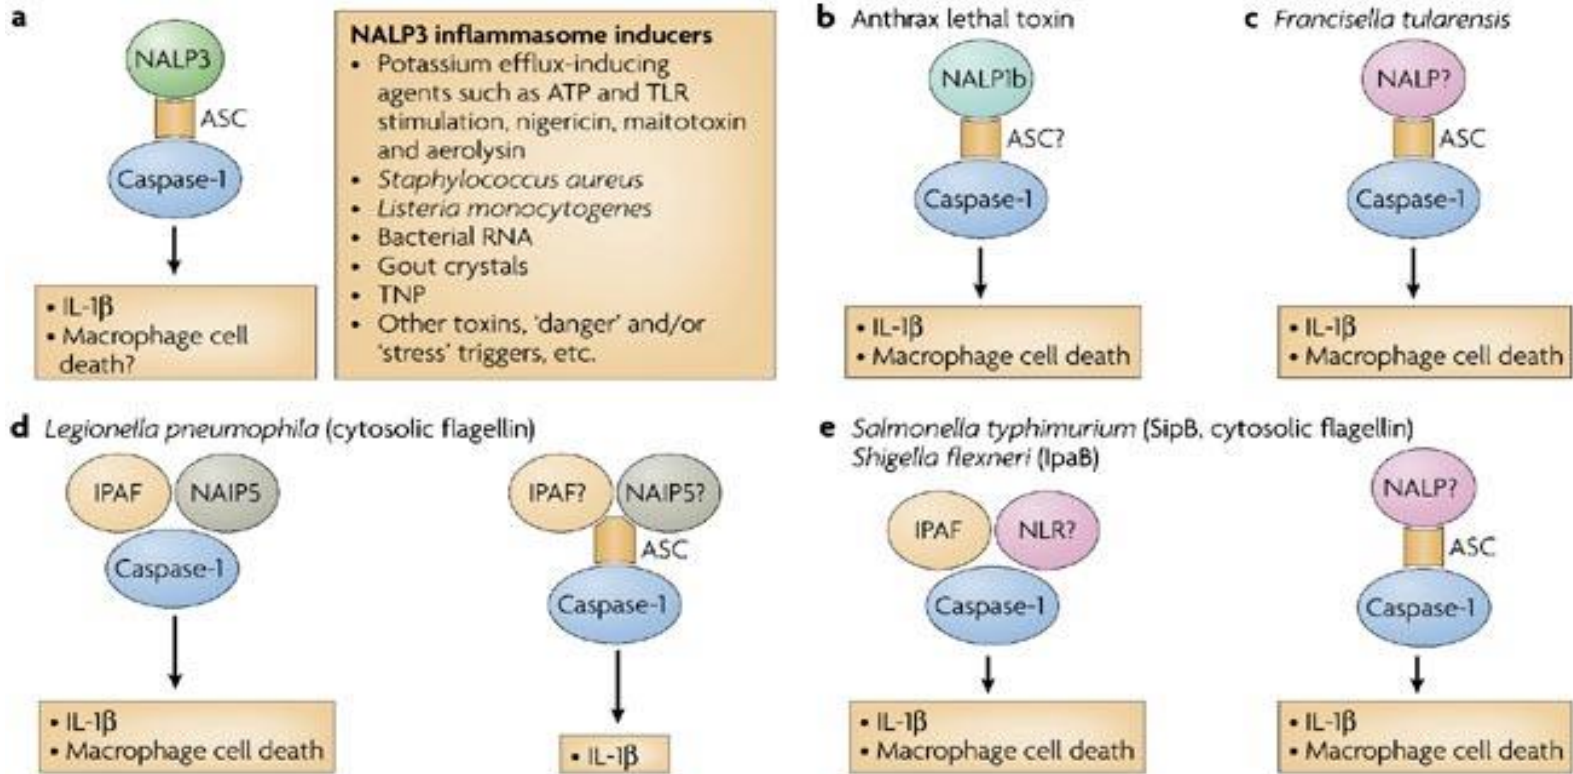 a
NALP3
ASC
Caspase-1
• IL-1β
• Macrophage cell
death?
NALP3 inflammasome inducers
• Potassium efflux-inducing
agents such as ATP and TLR
stimulation, nigericin, maitotoxin
and aerolysin
• Staphylococcus aureus
• Listeria monocytogenes
• Bacterial RNA
• Gout crystals
• TNP
• Other toxins, ‘danger’ and/or
‘stress’ triggers, etc.
b Anthrax lethal toxin
NALP1b
ASC?
Caspase-1
• IL-1β
• Macrophage cell death
c Francisella tularensis
NALP?
ASC
Caspase-1
• IL-1β
• Macrophage cell death
d Legionella pneumophila (cytosolic flagellin)
IPAF NAIP5
Caspase-1
• IL-1β
• Macrophage cell death
IPAF? NAIP5?
ASC
Caspase-1
• IL-1β
e Salmonella typhimurium (SipB, cytosolic flagellin)
Shigella flexneri (IpaB)
IPAF NLR?
Caspase-1
• IL-1β
• Macrophage cell death
NALP?
ASC
Caspase-1
• IL-1β
• Macrophage cell death